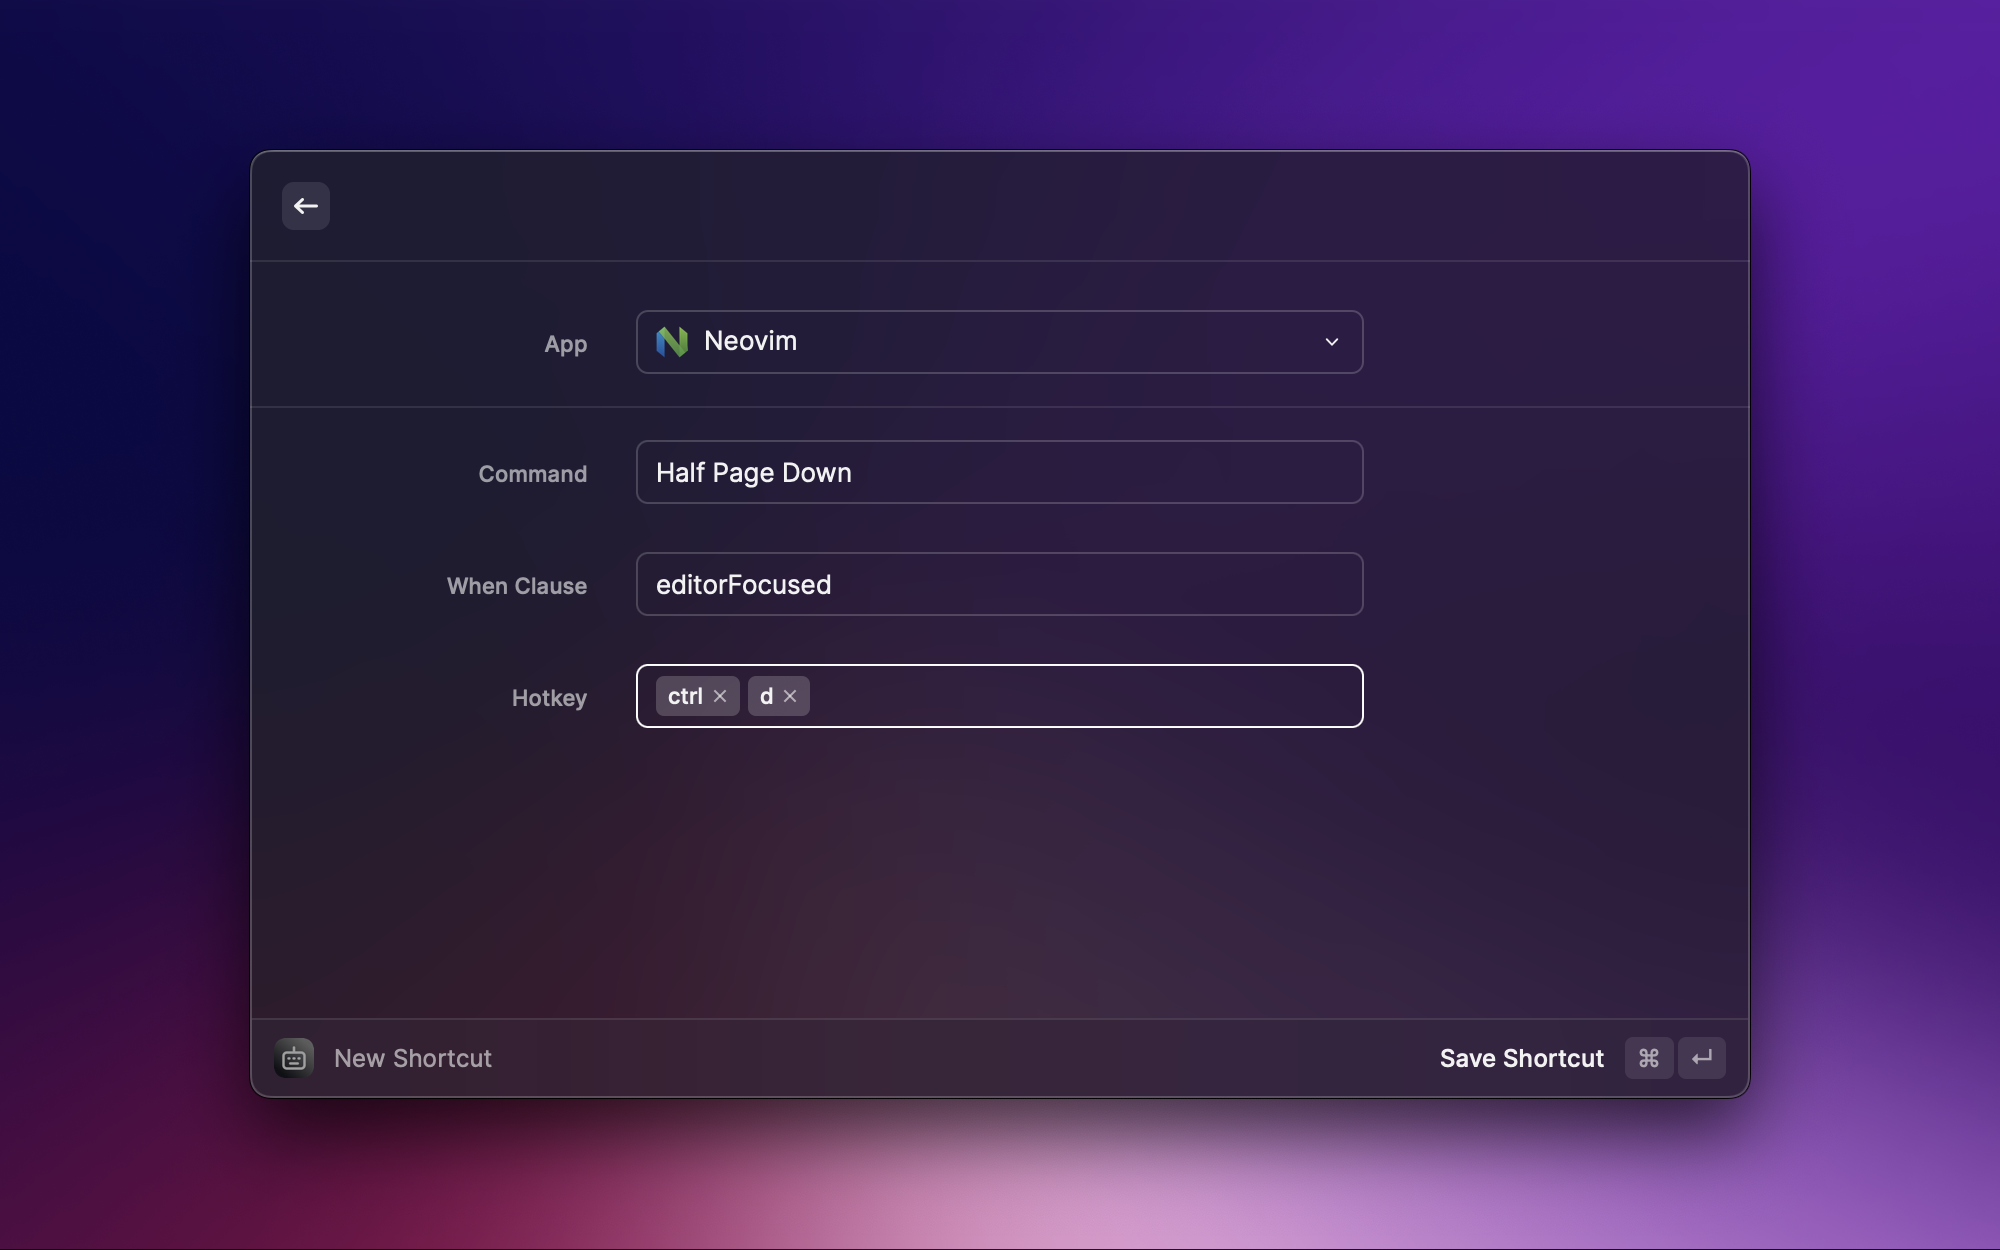 App
Neovim
Command
Half Page Down
When Clause
editorFocused
Hotkey
ctrl × d ×
New Shortcut
Save Shortcut ⌘ ↵